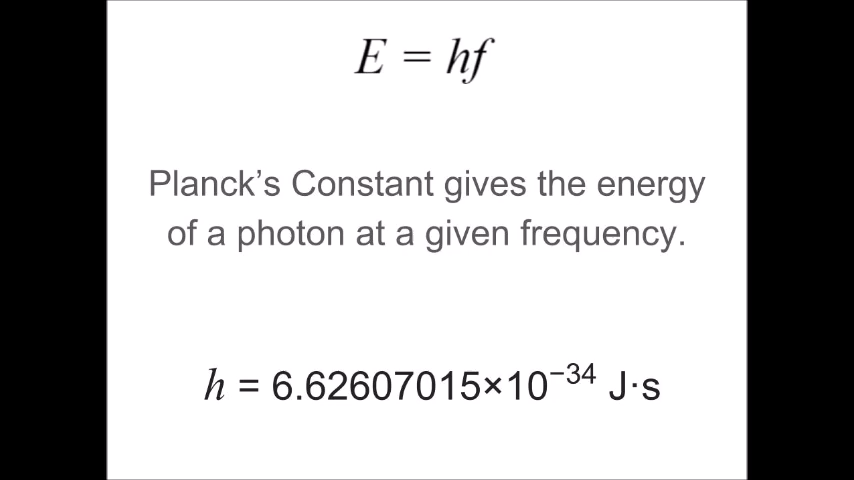 E = hf
Planck’s Constant gives the energy
of a photon at a given frequency.
h = 6.62607015×10⁻³⁴ J·s